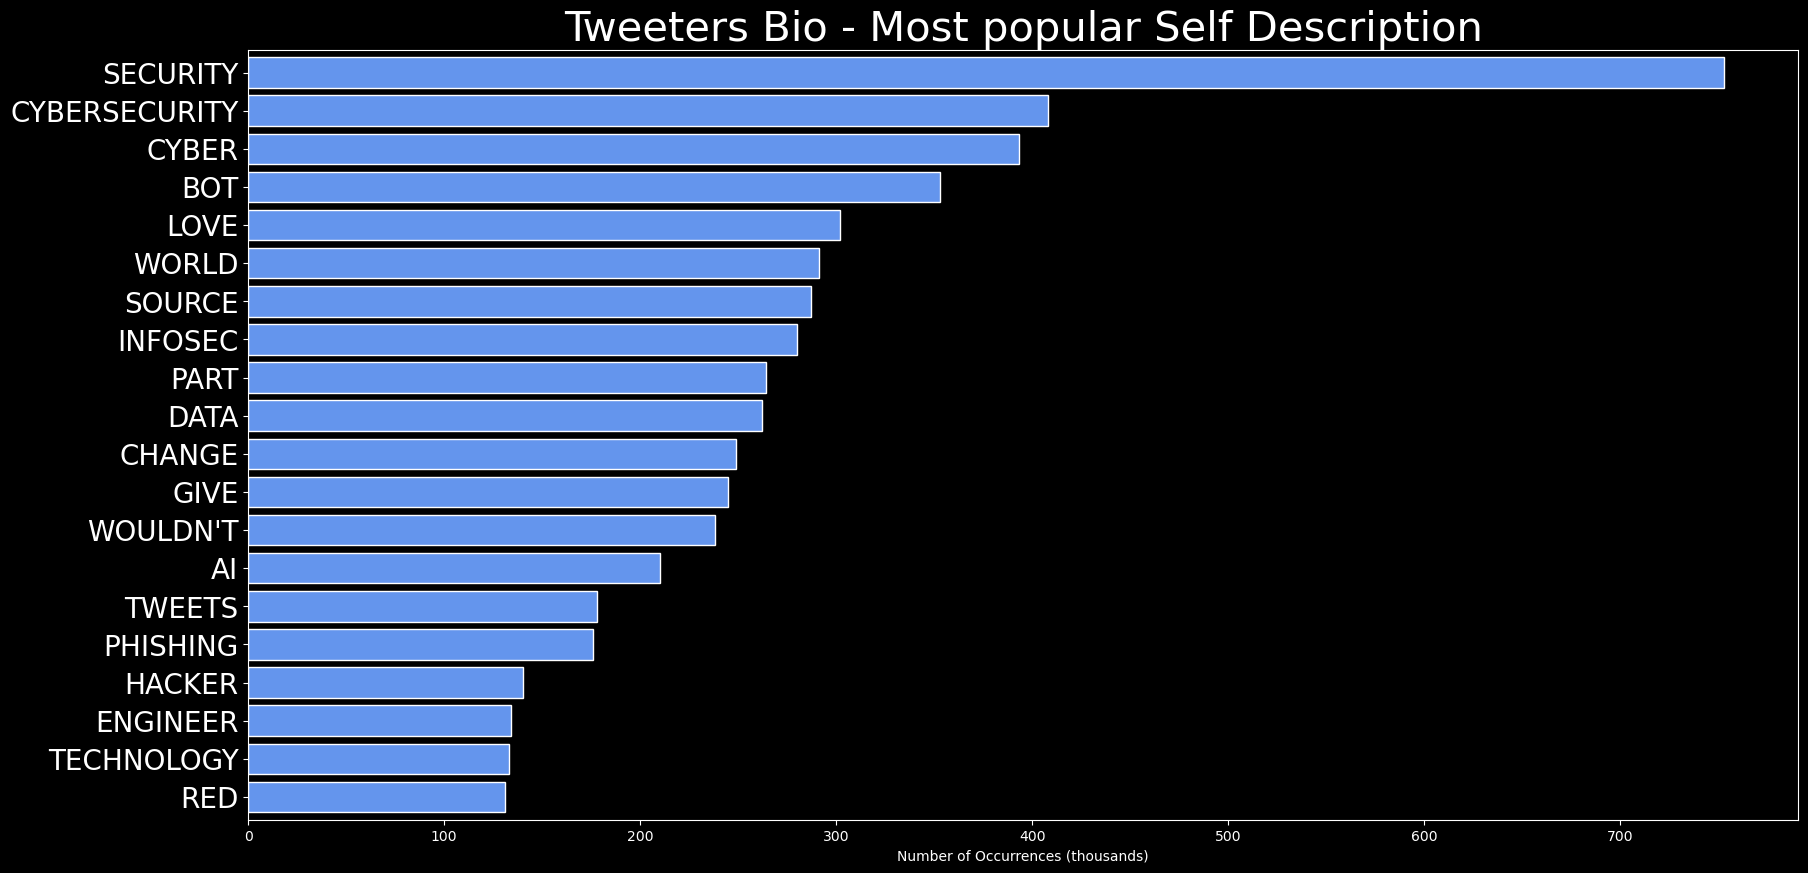 Tweeters Bio - Most popular Self Description
SECURITY
CYBERSECURITY
CYBER
BOT
LOVE
WORLD
SOURCE
INFOSEC
PART
DATA
CHANGE
GIVE
WOULDN'T
AI
TWEETS
PHISHING
HACKER
ENGINEER
TECHNOLOGY
RED
0 100 200 300 400 500 600 700
Number of Occurrences (thousands)